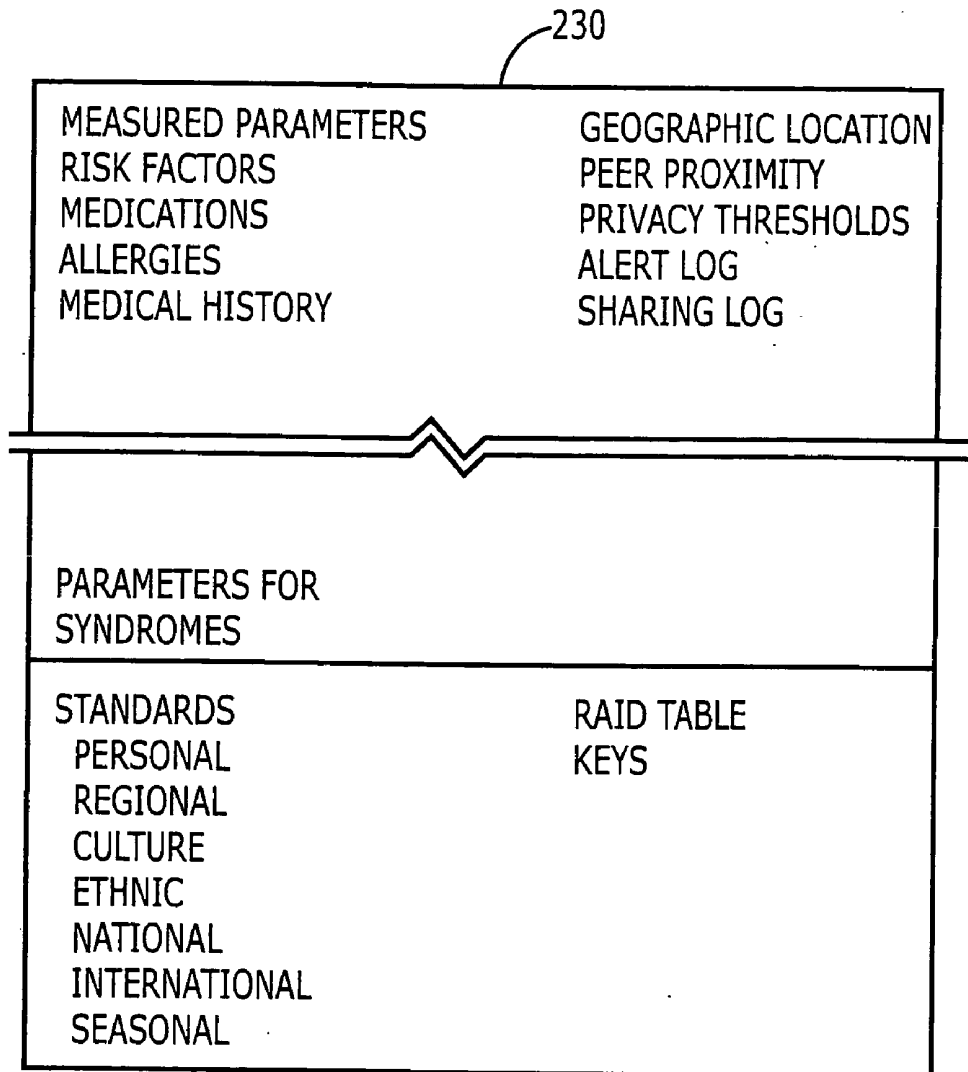 230
MEASURED PARAMETERS
RISK FACTORS
MEDICATIONS
ALLERGIES
MEDICAL HISTORY
GEOGRAPHIC LOCATION
PEER PROXIMITY
PRIVACY THRESHOLDS
ALERT LOG
SHARING LOG
PARAMETERS FOR
SYNDROMES
STANDARDS
PERSONAL
REGIONAL
CULTURE
ETHNIC
NATIONAL
INTERNATIONAL
SEASONAL
RAID TABLE
KEYS